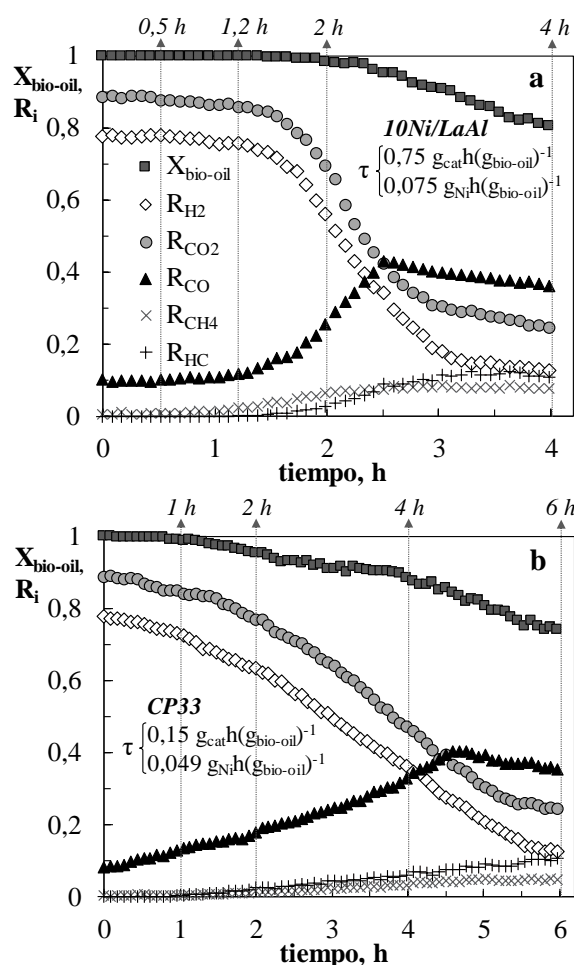 0,5 h 1,2 h 2 h 4 h
X_bio-oil,
R_i
a
1
0,8
0,6
0,4
0,2
0
10Ni/LaAl
τ { 0,75 g_cat h(g_bio-oil)^-1
0,075 g_Ni h(g_bio-oil)^-1
X_bio-oil
R_H2
R_CO2
R_CO
R_CH4
R_HC
0 1 2 3 4
tiempo, h
1 h 2 h 4 h 6 h
X_bio-oil,
R_i
b
1
0,8
0,6
0,4
0,2
0
CP33
τ { 0,15 g_cat h(g_bio-oil)^-1
0,049 g_Ni h(g_bio-oil)^-1
0 1 2 3 4 5 6
tiempo, h